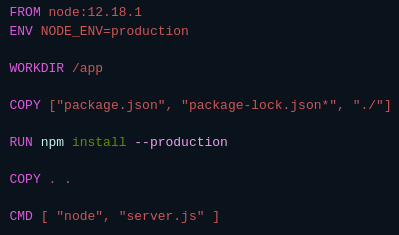 FROM node:12.18.1
ENV NODE_ENV=production
WORKDIR /app
COPY ["package.json", "package-lock.json*", "./"]
RUN npm install --production
COPY . .
CMD [ "node", "server.js" ]